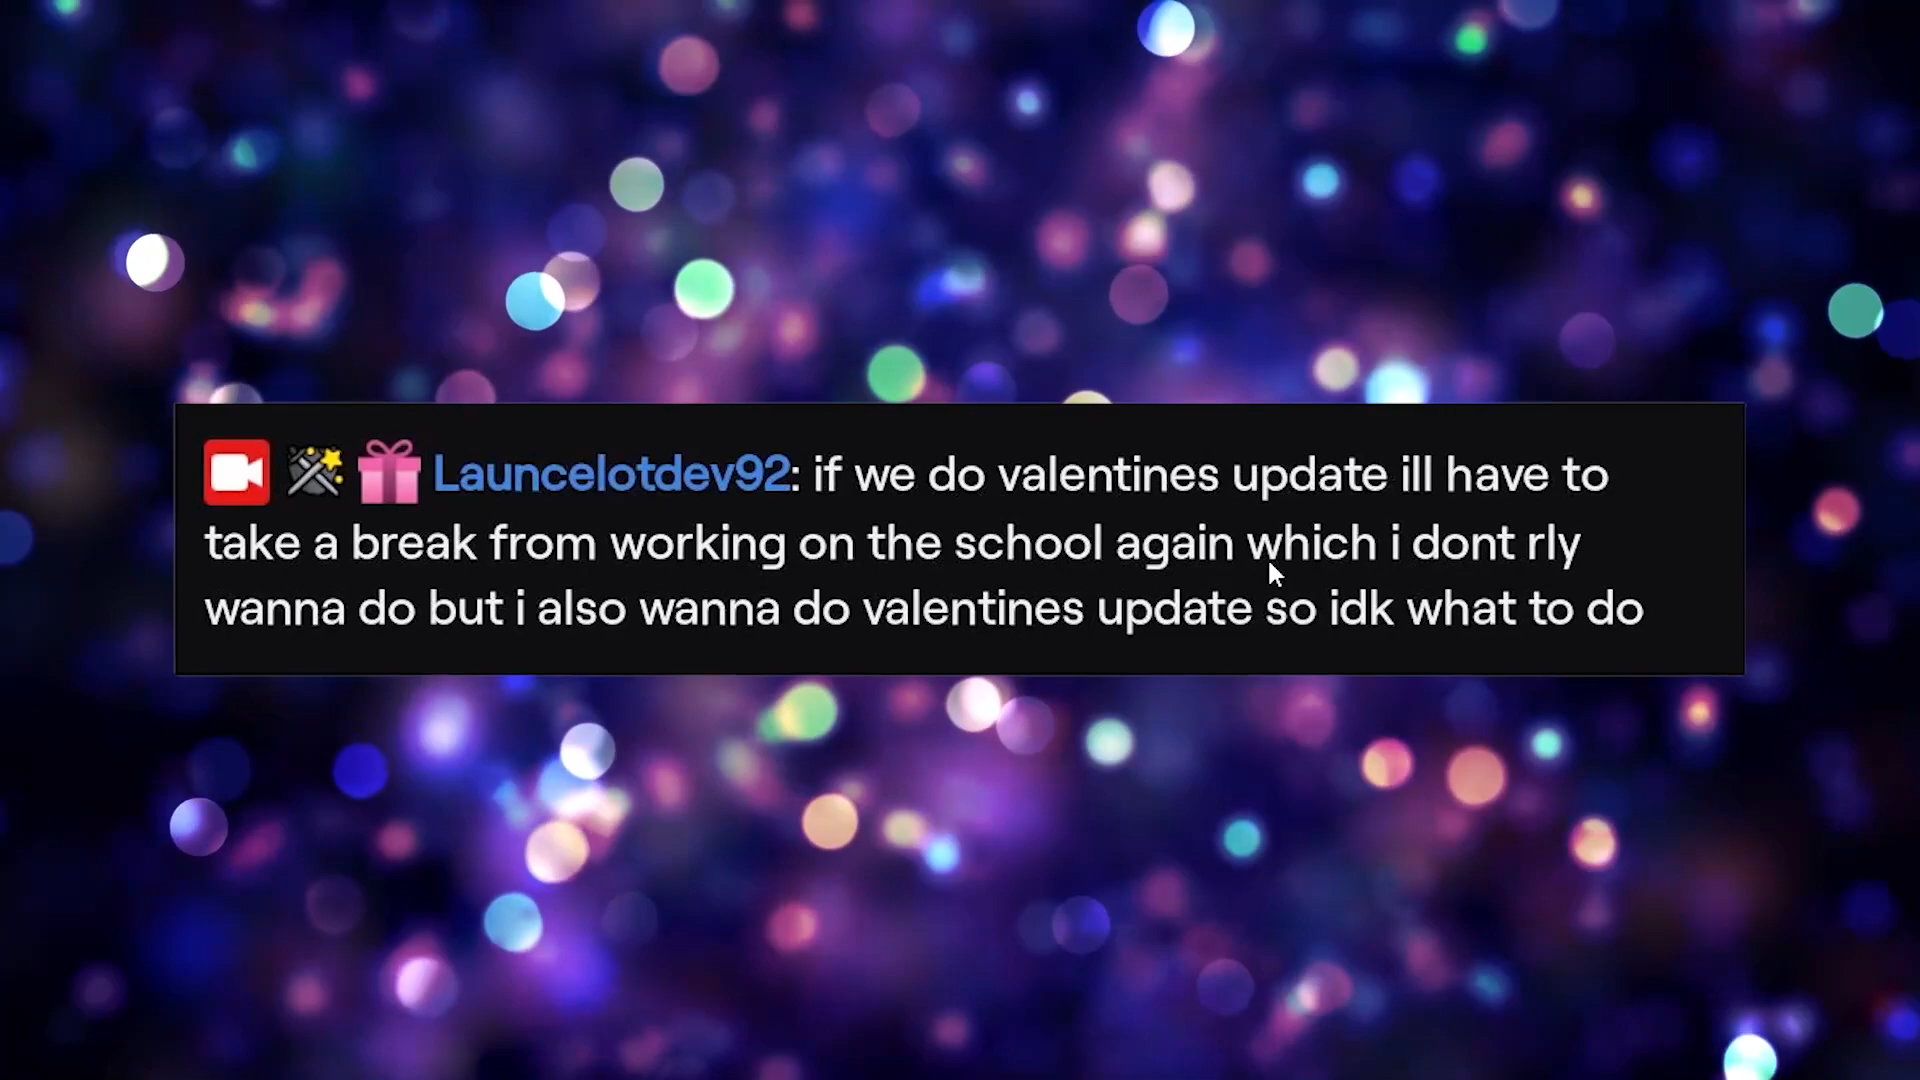 Launcelotdev92: if we do valentines update ill have to
take a break from working on the school again which i dont rly
wanna do but i also wanna do valentines update so idk what to do